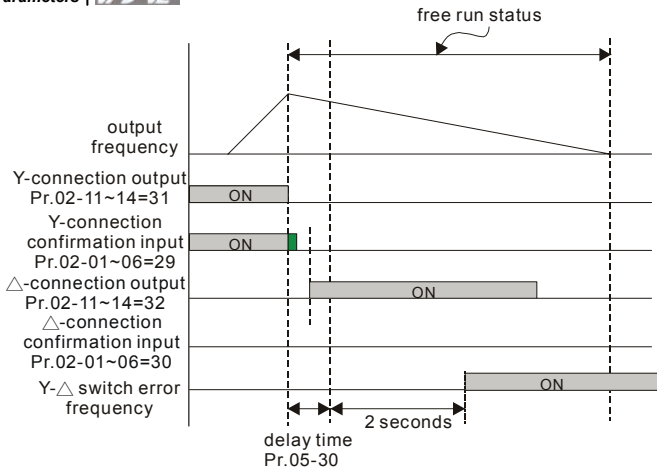 Parameters |
free run status
output
frequency
Y-connection output
Pr.02-11~14=31
ON
Y-connection
confirmation input
Pr.02-01~06=29
ON
△-connection output
Pr.02-11~14=32
ON
△-connection
confirmation input
Pr.02-01~06=30
Y-△ switch error
frequency
ON
2 seconds
delay time
Pr.05-30